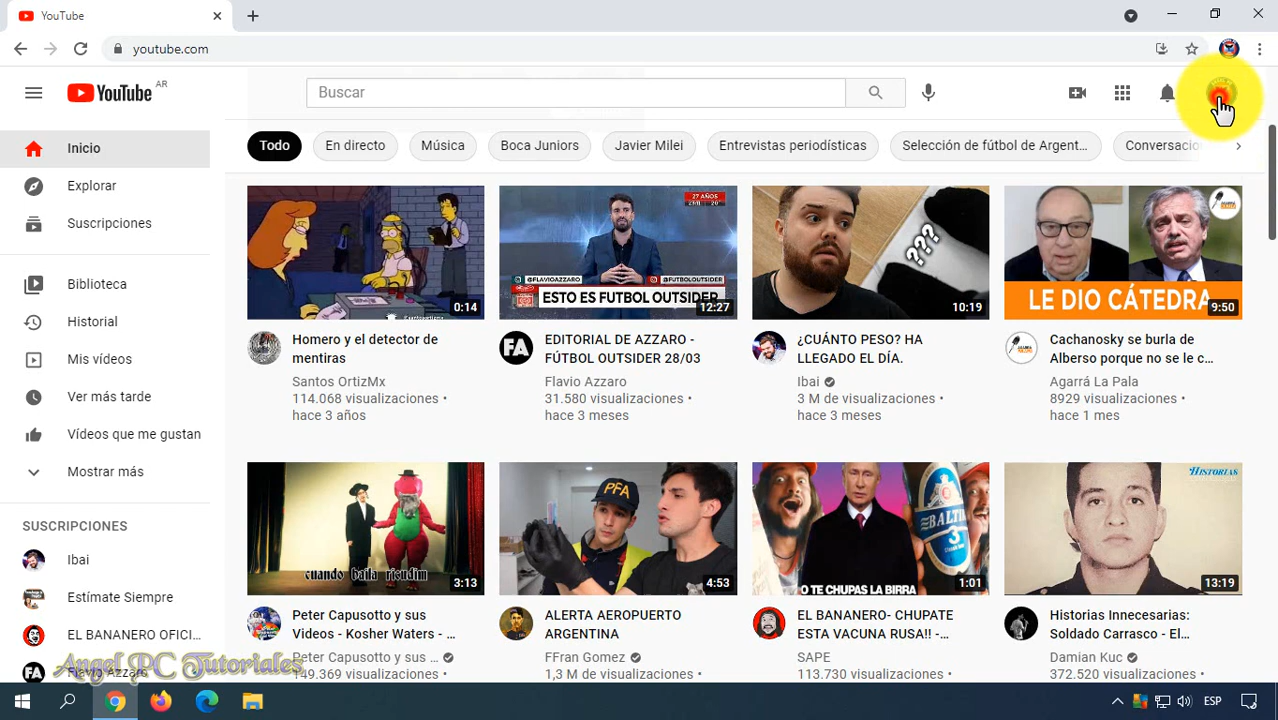 YouTube
youtube.com
YouTube AR
Buscar
Todo
En directo
Música
Boca Juniors
Javier Milei
Entrevistas periodísticas
Selección de fútbol de Argent...
Inicio
Explorar
Suscripciones
Biblioteca
Historial
Mis vídeos
Ver más tarde
Vídeos que me gustan
Mostrar más
SUSCRIPCIONES
Ibai
Estímate Siempre
EL BANANERO OFICI...
Flavio Azzaro
0:14
Homero y el detector de
mentiras
Santos OrtizMx
114.068 visualizaciones •
hace 3 años
27 AÑOS
@FLAVIOAZZARO
@FUTBOLOUTSIDER
ESTO ES FUTBOL OUTSIDER
12:27
FA
EDITORIAL DE AZZARO -
FÚTBOL OUTSIDER 28/03
Flavio Azzaro
31.580 visualizaciones •
hace 3 meses
???
10:19
¿CUÁNTO PESO? HA
LLEGADO EL DÍA.
Ibai
3 M de visualizaciones •
hace 3 meses
LE DIO CÁTEDRA
9:50
Cachanosky se burla de
Alberso porque no se le c...
Agarrá La Pala
8929 visualizaciones •
hace 1 mes
cuando baila ricudim
3:13
Peter Capusotto y sus
Videos - Kosher Waters - ...
Peter Capusotto y sus ...
149.369 visualizaciones •
PFA
4:53
ALERTA AEROPUERTO
ARGENTINA
FFran Gomez
1,3 M de visualizaciones •
BALTI
3
TE CHUPAS LA BIRRA
1:01
EL BANANERO- CHUPATE
ESTA VACUNA RUSA!! -...
SAPE
113.730 visualizaciones •
HISTORIAS
13:19
Historias Innecesarias:
Soldado Carrasco - El...
Damian Kuc
372.520 visualizaciones •
Angel PC Tutoriales
ESP